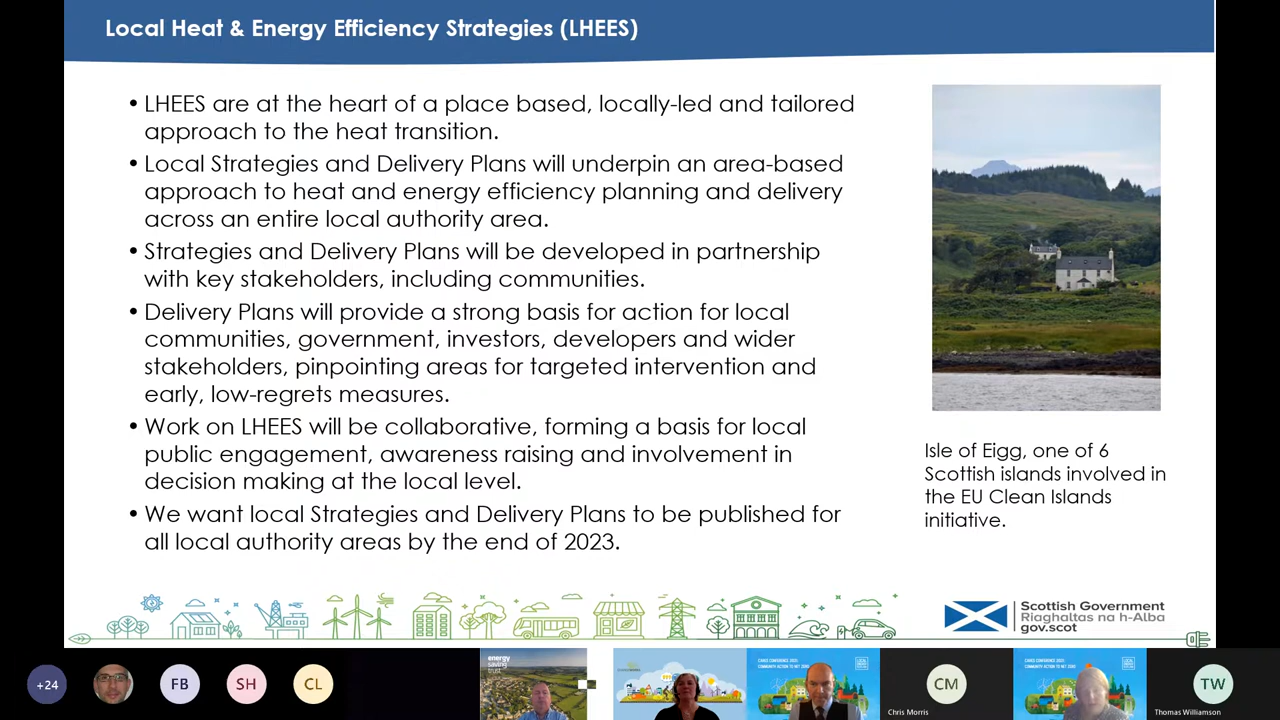 Local Heat & Energy Efficiency Strategies (LHEES)
• LHEES are at the heart of a place based, locally-led and tailored
approach to the heat transition.
• Local Strategies and Delivery Plans will underpin an area-based
approach to heat and energy efficiency planning and delivery
across an entire local authority area.
• Strategies and Delivery Plans will be developed in partnership
with key stakeholders, including communities.
• Delivery Plans will provide a strong basis for action for local
communities, government, investors, developers and wider
stakeholders, pinpointing areas for targeted intervention and
early, low-regrets measures.
• Work on LHEES will be collaborative, forming a basis for local
public engagement, awareness raising and involvement in
decision making at the local level.
• We want local Strategies and Delivery Plans to be published for
all local authority areas by the end of 2023.
Isle of Eigg, one of 6
Scottish islands involved in
the EU Clean Islands
initiative.
Scottish Government
Riaghaltas na h-Alba
gov.scot
+24
FB
SH
CL
energy
saving
trust
CM
Chris Morris
TW
Thomas Williamson